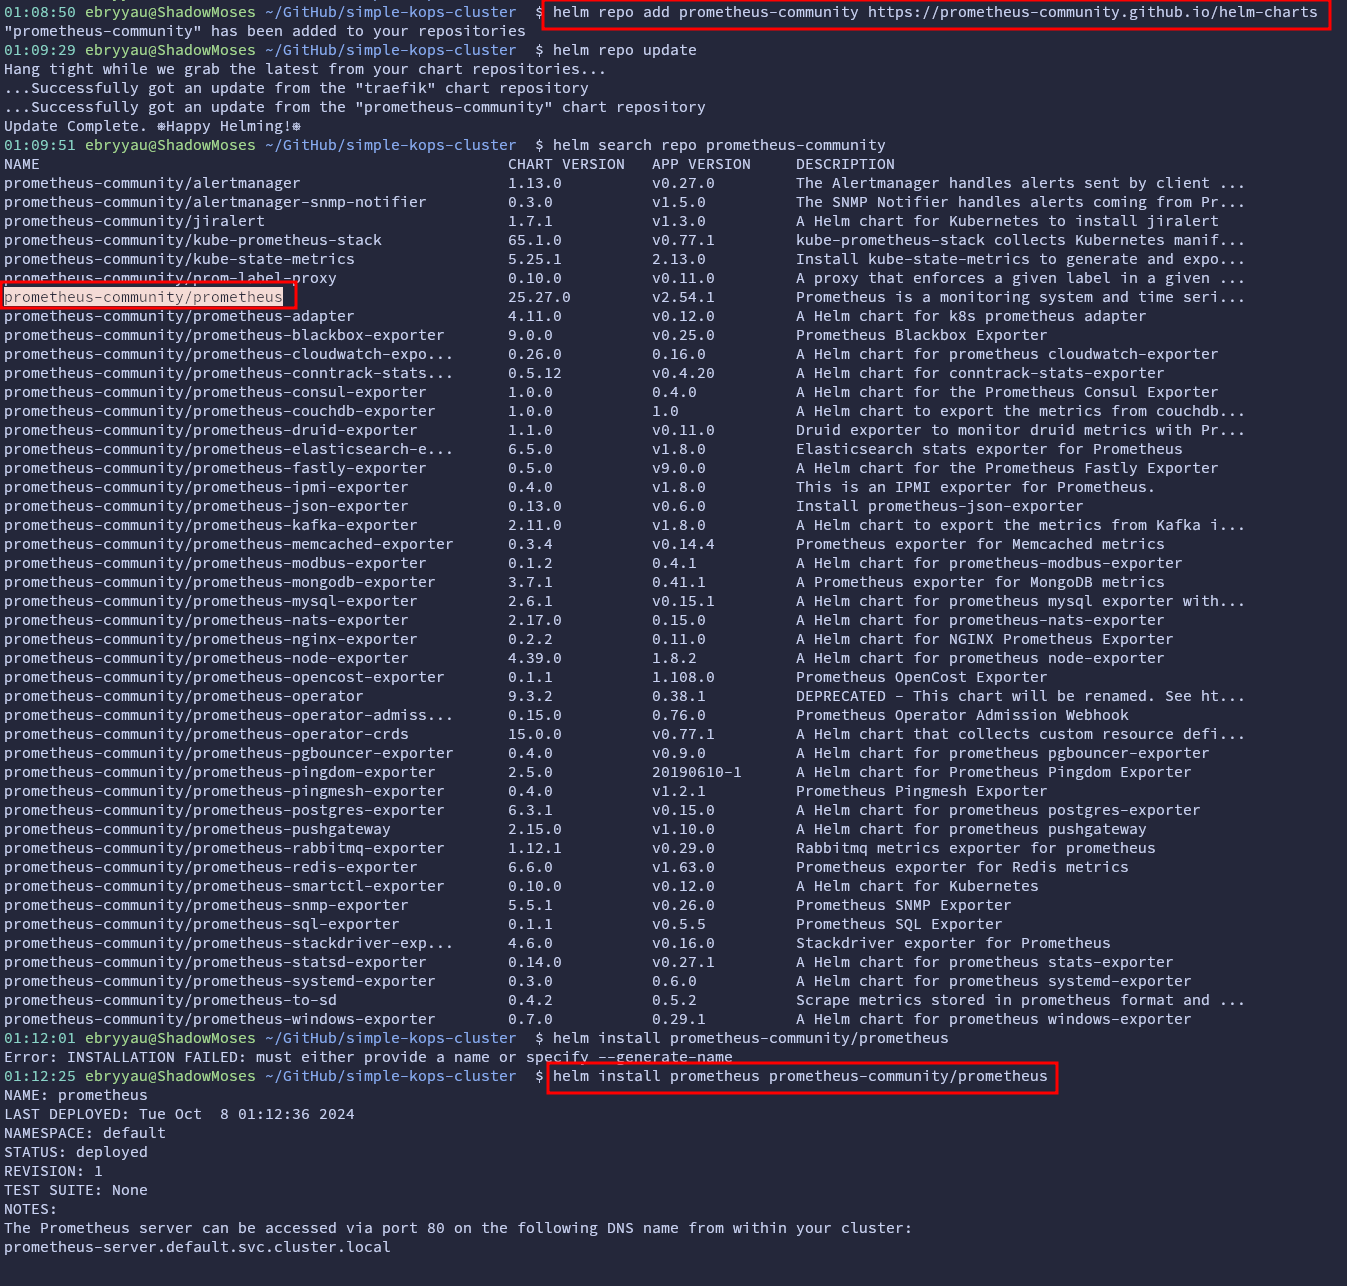 01:08:50 ebryyau@ShadowMoses ~/GitHub/simple-kops-cluster  $ helm repo add prometheus-community https://prometheus-community.github.io/helm-charts
"prometheus-community" has been added to your repositories
01:09:29 ebryyau@ShadowMoses ~/GitHub/simple-kops-cluster  $ helm repo update
Hang tight while we grab the latest from your chart repositories...
...Successfully got an update from the "traefik" chart repository
...Successfully got an update from the "prometheus-community" chart repository
Update Complete. ⎈Happy Helming!⎈
01:09:51 ebryyau@ShadowMoses ~/GitHub/simple-kops-cluster  $ helm search repo prometheus-community
NAME CHART VERSION APP VERSION DESCRIPTION
prometheus-community/alertmanager 1.13.0 v0.27.0 The Alertmanager handles alerts sent by client ...
prometheus-community/alertmanager-snmp-notifier 0.3.0 v1.5.0 The SNMP Notifier handles alerts coming from Pr...
prometheus-community/jiralert 1.7.1 v1.3.0 A Helm chart for Kubernetes to install jiralert
prometheus-community/kube-prometheus-stack 65.1.0 v0.77.1 kube-prometheus-stack collects Kubernetes manif...
prometheus-community/kube-state-metrics 5.25.1 2.13.0 Install kube-state-metrics to generate and expo...
prometheus-community/prom-label-proxy 0.10.0 v0.11.0 A proxy that enforces a given label in a given ...
prometheus-community/prometheus 25.27.0 v2.54.1 Prometheus is a monitoring system and time seri...
prometheus-community/prometheus-adapter 4.11.0 v0.12.0 A Helm chart for k8s prometheus adapter
prometheus-community/prometheus-blackbox-exporter 9.0.0 v0.25.0 Prometheus Blackbox Exporter
prometheus-community/prometheus-cloudwatch-expo... 0.26.0 0.16.0 A Helm chart for prometheus cloudwatch-exporter
prometheus-community/prometheus-conntrack-stats... 0.5.12 v0.4.20 A Helm chart for conntrack-stats-exporter
prometheus-community/prometheus-consul-exporter 1.0.0 0.4.0 A Helm chart for the Prometheus Consul Exporter
prometheus-community/prometheus-couchdb-exporter 1.0.0 1.0 A Helm chart to export the metrics from couchdb...
prometheus-community/prometheus-druid-exporter 1.1.0 v0.11.0 Druid exporter to monitor druid metrics with Pr...
prometheus-community/prometheus-elasticsearch-e... 6.5.0 v1.8.0 Elasticsearch stats exporter for Prometheus
prometheus-community/prometheus-fastly-exporter 0.5.0 v9.0.0 A Helm chart for the Prometheus Fastly Exporter
prometheus-community/prometheus-ipmi-exporter 0.4.0 v1.8.0 This is an IPMI exporter for Prometheus.
prometheus-community/prometheus-json-exporter 0.13.0 v0.6.0 Install prometheus-json-exporter
prometheus-community/prometheus-kafka-exporter 2.11.0 v1.8.0 A Helm chart to export the metrics from Kafka i...
prometheus-community/prometheus-memcached-exporter 0.3.4 v0.14.4 Prometheus exporter for Memcached metrics
prometheus-community/prometheus-modbus-exporter 0.1.2 0.4.1 A Helm chart for prometheus-modbus-exporter
prometheus-community/prometheus-mongodb-exporter 3.7.1 0.41.1 A Prometheus exporter for MongoDB metrics
prometheus-community/prometheus-mysql-exporter 2.6.1 v0.15.1 A Helm chart for prometheus mysql exporter with...
prometheus-community/prometheus-nats-exporter 2.17.0 0.15.0 A Helm chart for prometheus-nats-exporter
prometheus-community/prometheus-nginx-exporter 0.2.2 0.11.0 A Helm chart for NGINX Prometheus Exporter
prometheus-community/prometheus-node-exporter 4.39.0 1.8.2 A Helm chart for prometheus node-exporter
prometheus-community/prometheus-opencost-exporter 0.1.1 1.108.0 Prometheus OpenCost Exporter
prometheus-community/prometheus-operator 9.3.2 0.38.1 DEPRECATED - This chart will be renamed. See ht...
prometheus-community/prometheus-operator-admiss... 0.15.0 0.76.0 Prometheus Operator Admission Webhook
prometheus-community/prometheus-operator-crds 15.0.0 v0.77.1 A Helm chart that collects custom resource defi...
prometheus-community/prometheus-pgbouncer-exporter 0.4.0 v0.9.0 A Helm chart for prometheus pgbouncer-exporter
prometheus-community/prometheus-pingdom-exporter 2.5.0 20190610-1 A Helm chart for Prometheus Pingdom Exporter
prometheus-community/prometheus-pingmesh-exporter 0.4.0 v1.2.1 Prometheus Pingmesh Exporter
prometheus-community/prometheus-postgres-exporter 6.3.1 v0.15.0 A Helm chart for prometheus postgres-exporter
prometheus-community/prometheus-pushgateway 2.15.0 v1.10.0 A Helm chart for prometheus pushgateway
prometheus-community/prometheus-rabbitmq-exporter 1.12.1 v0.29.0 Rabbitmq metrics exporter for prometheus
prometheus-community/prometheus-redis-exporter 6.6.0 v1.63.0 Prometheus exporter for Redis metrics
prometheus-community/prometheus-smartctl-exporter 0.10.0 v0.12.0 A Helm chart for Kubernetes
prometheus-community/prometheus-snmp-exporter 5.5.1 v0.26.0 Prometheus SNMP Exporter
prometheus-community/prometheus-sql-exporter 0.1.1 v0.5.5 Prometheus SQL Exporter
prometheus-community/prometheus-stackdriver-exp... 4.6.0 v0.16.0 Stackdriver exporter for Prometheus
prometheus-community/prometheus-statsd-exporter 0.14.0 v0.27.1 A Helm chart for prometheus stats-exporter
prometheus-community/prometheus-systemd-exporter 0.3.0 0.6.0 A Helm chart for prometheus systemd-exporter
prometheus-community/prometheus-to-sd 0.4.2 0.5.2 Scrape metrics stored in prometheus format and ...
prometheus-community/prometheus-windows-exporter 0.7.0 0.29.1 A Helm chart for prometheus windows-exporter
01:12:01 ebryyau@ShadowMoses ~/GitHub/simple-kops-cluster  $ helm install prometheus-community/prometheus
Error: INSTALLATION FAILED: must either provide a name or specify --generate-name
01:12:25 ebryyau@ShadowMoses ~/GitHub/simple-kops-cluster  $ helm install prometheus prometheus-community/prometheus
NAME: prometheus
LAST DEPLOYED: Tue Oct  8 01:12:36 2024
NAMESPACE: default
STATUS: deployed
REVISION: 1
TEST SUITE: None
NOTES:
The Prometheus server can be accessed via port 80 on the following DNS name from within your cluster:
prometheus-server.default.svc.cluster.local